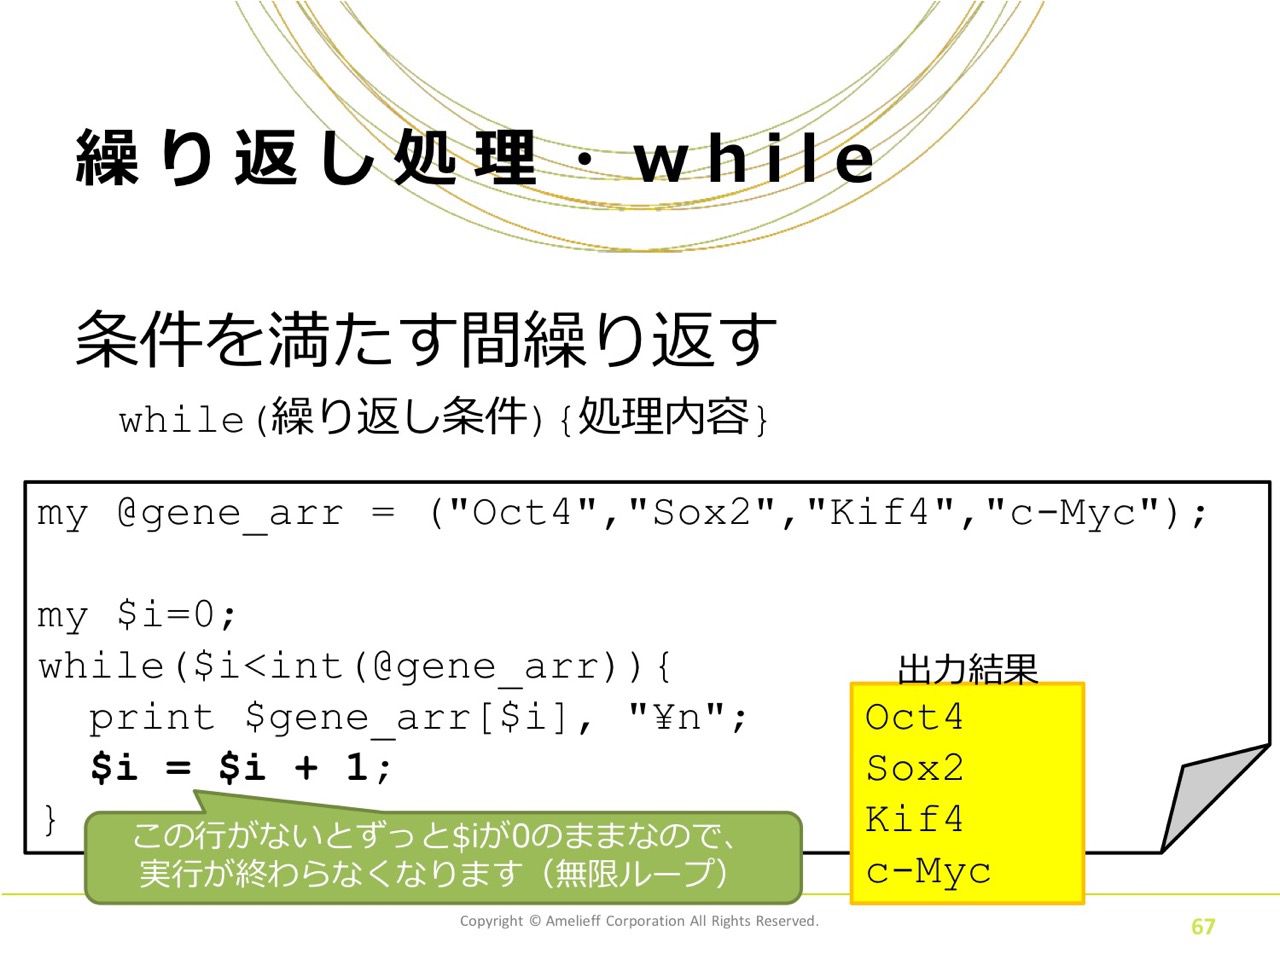 繰り返し処理・while
条件を満たす間繰り返す
while(繰り返し条件){処理内容}
my @gene_arr = ("Oct4","Sox2","Kif4","c-Myc");
my $i=0;
while($i<int(@gene_arr)){
print $gene_arr[$i], "¥n";
$i = $i + 1;
}
この行がないとずっと$iが0のままなので、
実行が終わらなくなります（無限ループ）
出力結果
Oct4
Sox2
Kif4
c-Myc
Copyright © Amelieff Corporation All Rights Reserved.
67